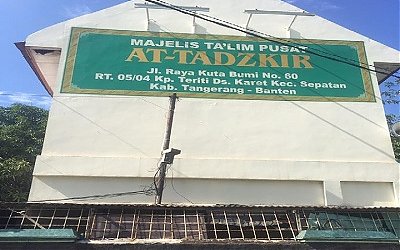 MAJELIS TA'LIM PUSAT
AT-TADZKIR
Jl. Raya Kuta Bumi No. 60
RT. 05/04 Kp. Teriti Ds. Karet Kec. Sepatan
Kab. Tangerang - Banten